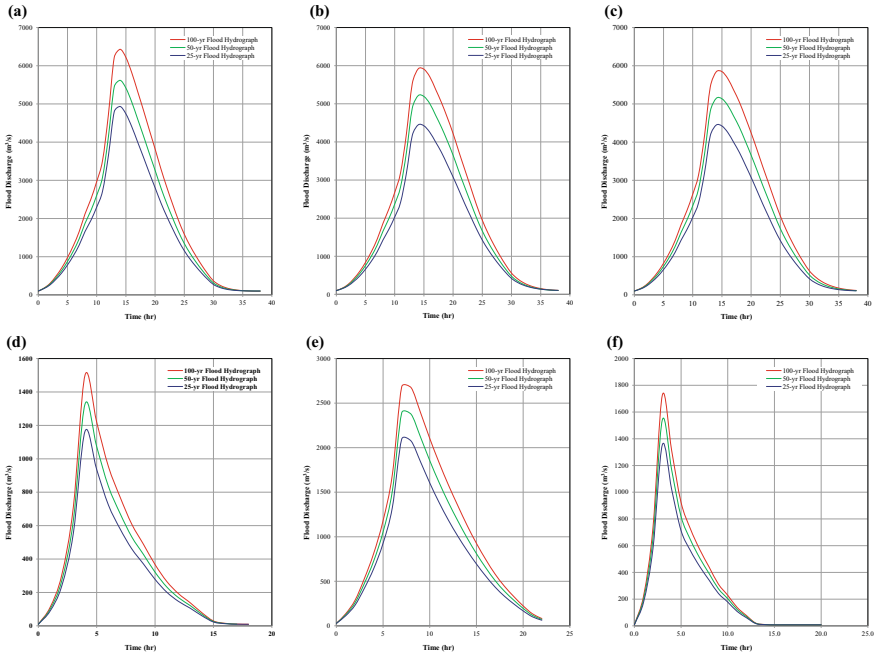 (a)
7000
6000
5000
4000
3000
2000
1000
0
Flood Discharge (m³/s)
100-yr Flood Hydrograph
50-yr Flood Hydrograph
25-yr Flood Hydrograph
0 5 10 15 20 25 30 35 40
Time (hr)
(b)
7000
6000
5000
4000
3000
2000
1000
0
Flood Discharge (m³/s)
100-yr Flood Hydrograph
50-yr Flood Hydrograph
25-yr Flood Hydrograph
0 5 10 15 20 25 30 35 40
Time (hr)
(c)
7000
6000
5000
4000
3000
2000
1000
0
Flood Discharge (m³/s)
100-yr Flood Hydrograph
50-yr Flood Hydrograph
25-yr Flood Hydrograph
0 5 10 15 20 25 30 35 40
Time (hr)
(d)
1600
1400
1200
1000
800
600
400
200
0
Flood Discharge (m³/s)
100-yr Flood Hydrograph
50-yr Flood Hydrograph
25-yr Flood Hydrograph
0 5 10 15 20
Time (hr)
(e)
3000
2500
2000
1500
1000
500
0
Flood Discharge (m³/s)
100-yr Flood Hydrograph
50-yr Flood Hydrograph
25-yr Flood Hydrograph
0 5 10 15 20 25
Time (hr)
(f)
2000
1800
1600
1400
1200
1000
800
600
400
200
0
Flood Discharge (m³/s)
100-yr Flood Hydrograph
50-yr Flood Hydrograph
25-yr Flood Hydrograph
0.0 5.0 10.0 15.0 20.0 25.0
Time (hr)